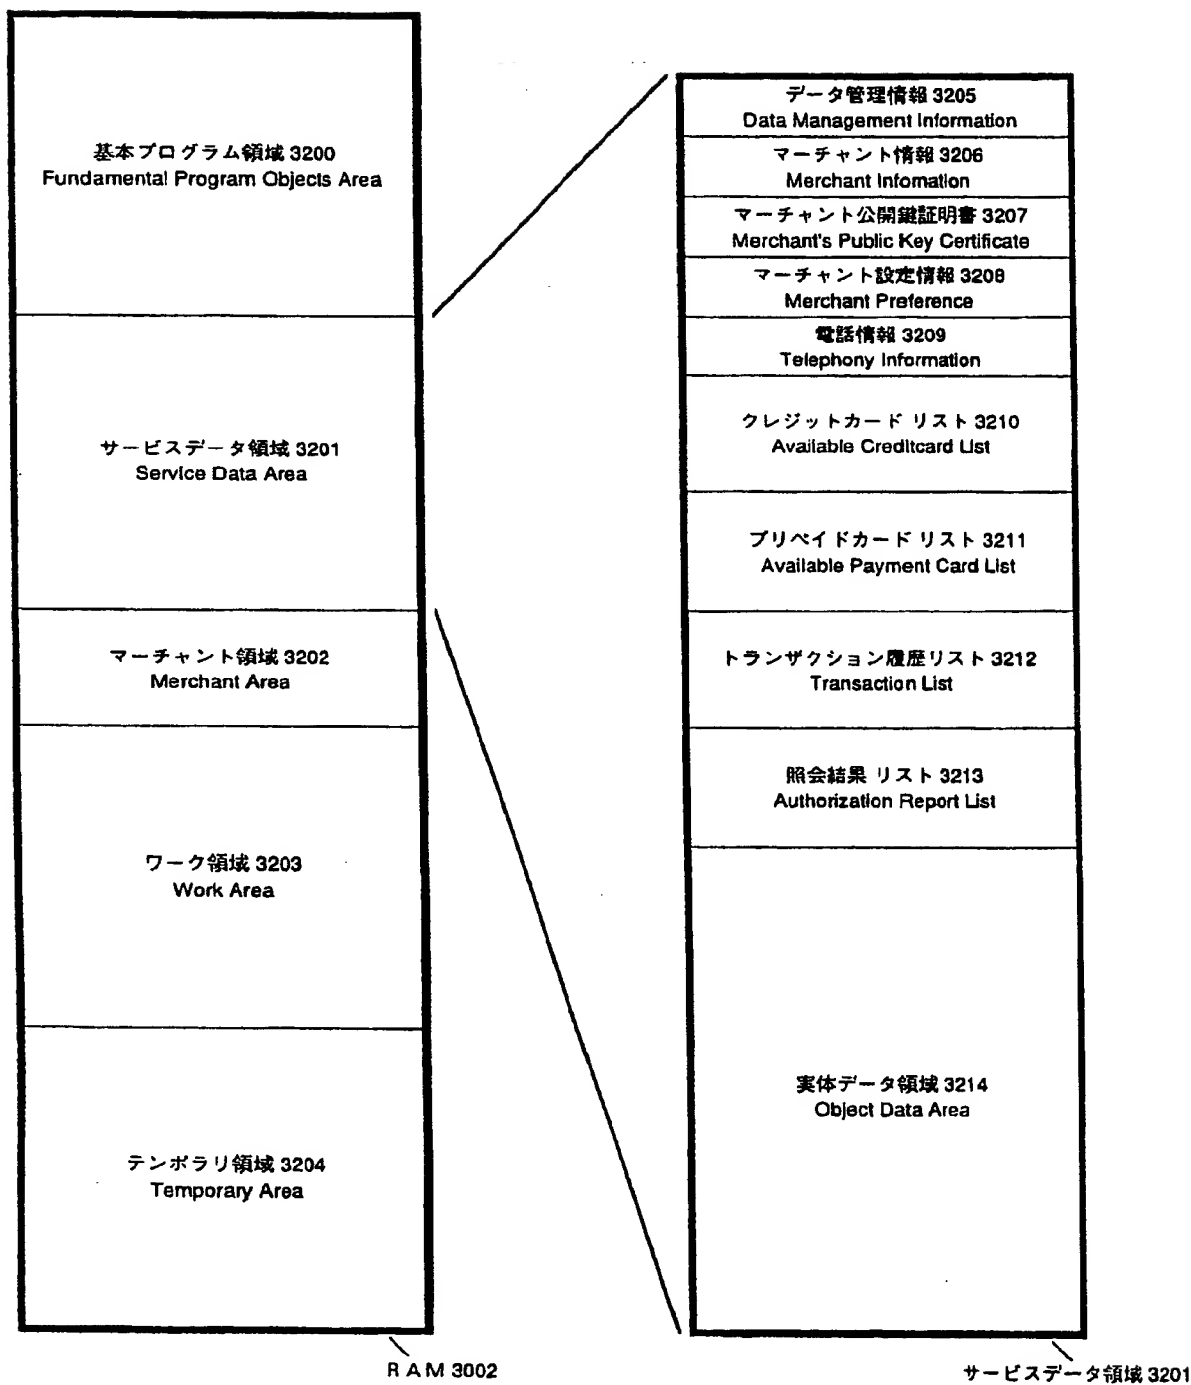 基本プログラム領域 3200
Fundamental Program Objects Area
サービスデータ領域 3201
Service Data Area
マーチャント領域 3202
Merchant Area
ワーク領域 3203
Work Area
テンポラリ領域 3204
Temporary Area
RAM 3002
データ管理情報 3205
Data Management Information
マーチャント情報 3206
Merchant Infomation
マーチャント公開鍵証明書 3207
Merchant's Public Key Certificate
マーチャント設定情報 3208
Merchant Preference
電話情報 3209
Telephony Information
クレジットカード リスト 3210
Available Creditcard List
プリペイドカード リスト 3211
Available Payment Card List
トランザクション履歴リスト 3212
Transaction List
照会結果 リスト 3213
Authorization Report List
実体データ領域 3214
Object Data Area
サービスデータ領域 3201